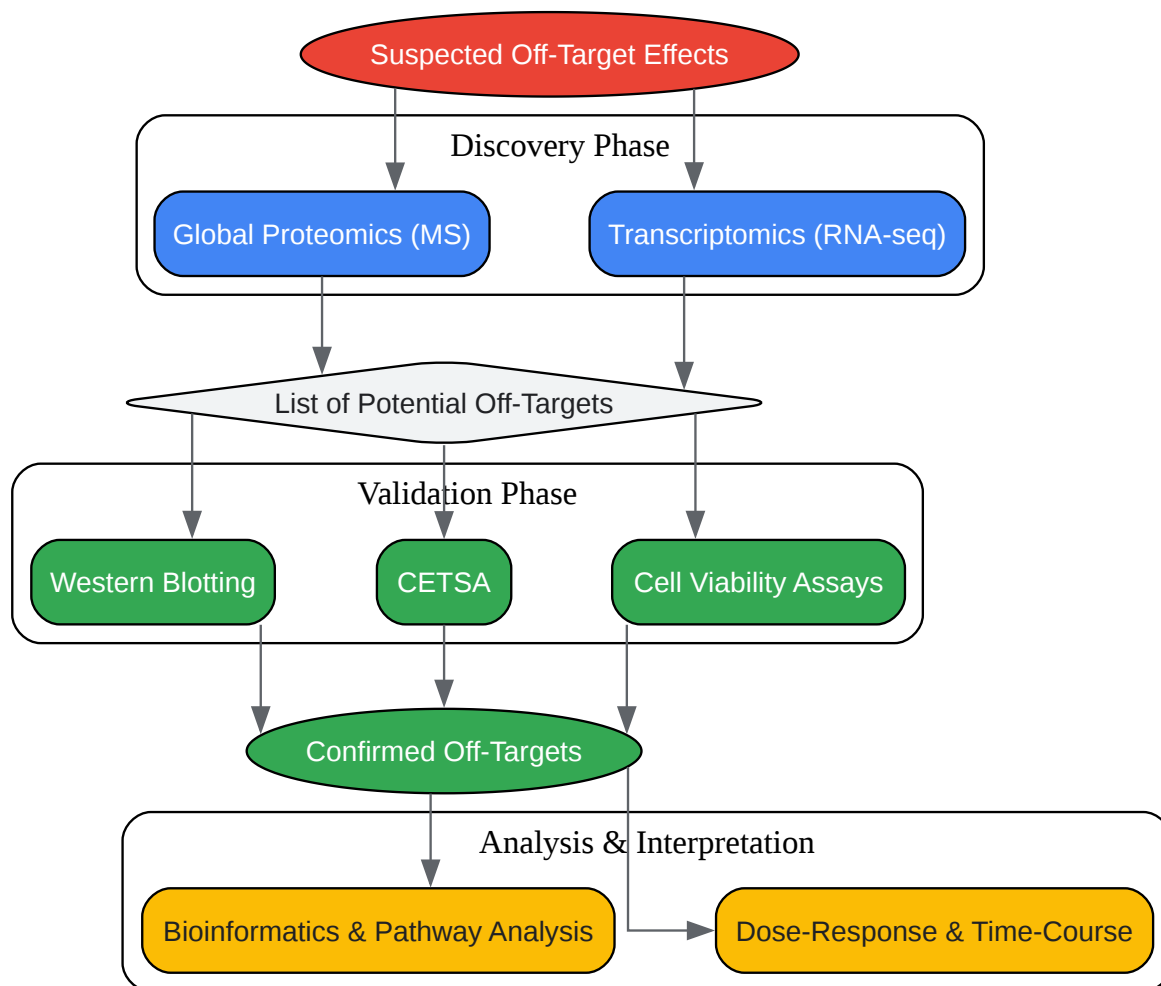 Suspected Off-Target Effects
Discovery Phase
Global Proteomics (MS)
Transcriptomics (RNA-seq)
List of Potential Off-Targets
Validation Phase
Western Blotting
CETSA
Cell Viability Assays
Confirmed Off-Targets
Analysis & Interpretation
Bioinformatics & Pathway Analysis
Dose-Response & Time-Course